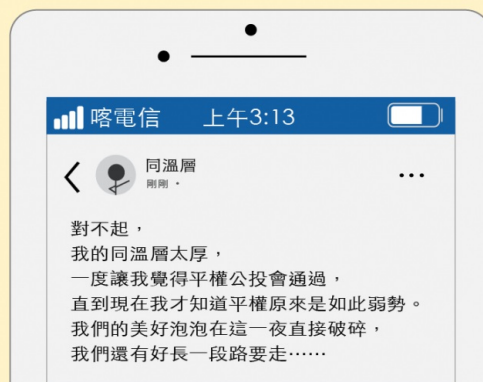 喀電信 上午3:13
同溫層
剛剛・
對不起，
我的同溫層太厚，
一度讓我覺得平權公投會通過，
直到現在我才知道平權原來是如此弱勢。
我們的美好泡泡在這一夜直接破碎，
我們還有好長一段路要走……